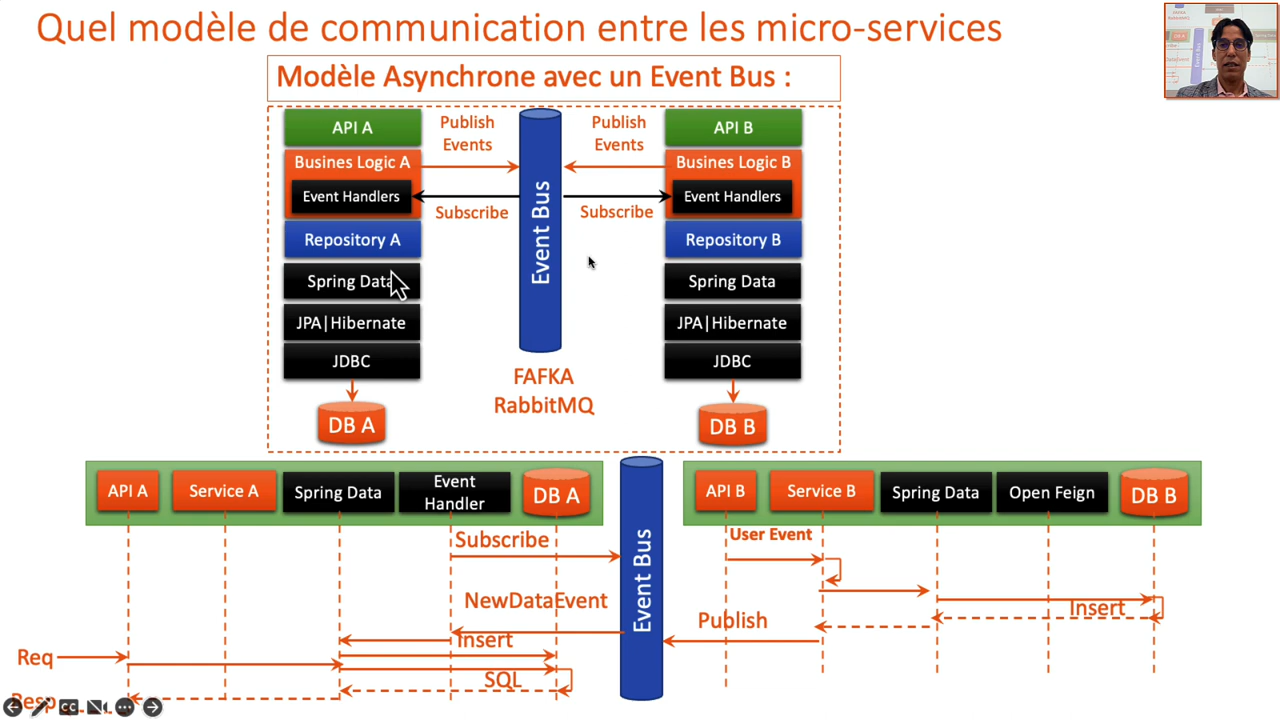 Quel modèle de communication entre les micro-services
Modèle Asynchrone avec un Event Bus :
API A
Publish
Events
Publish
Events
API B
Busines Logic A
Busines Logic B
Event Handlers
Event Handlers
Subscribe
Subscribe
Event Bus
Repository A
Repository B
Spring Data
Spring Data
JPA|Hibernate
JPA|Hibernate
JDBC
JDBC
FAFKA
RabbitMQ
DB A
DB B
API A
Service A
Spring Data
Event
Handler
DB A
API B
Service B
Spring Data
Open Feign
DB B
Event Bus
Subscribe
User Event
NewDataEvent
Insert
Publish
Insert
Req
SQL
Resp
CC